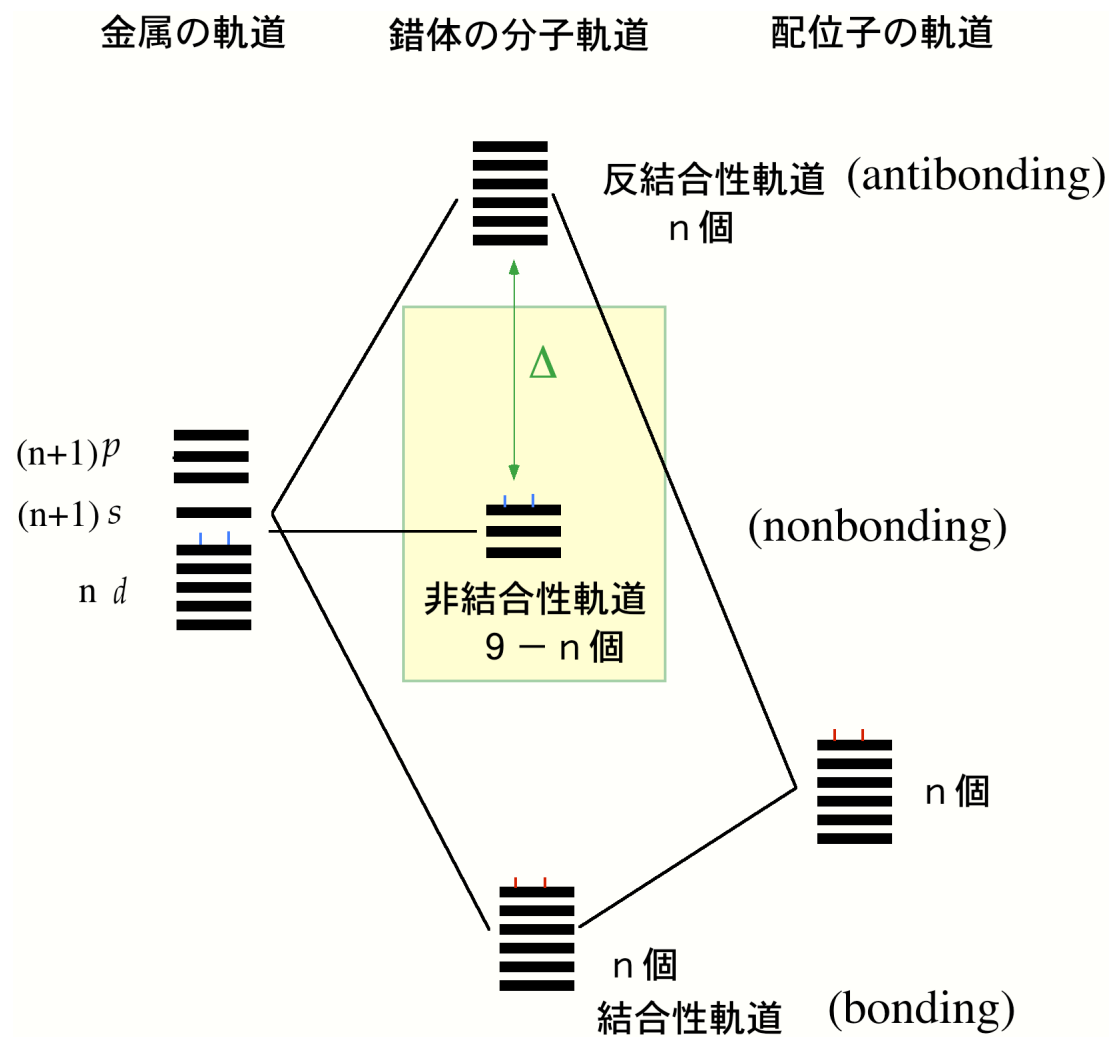 金属の軌道
錯体の分子軌道
配位子の軌道
反結合性軌道 (antibonding)
n 個
Δ
(n+1) p
(n+1) s
n d
(nonbonding)
非結合性軌道
9 − n 個
n 個
n 個
結合性軌道 (bonding)